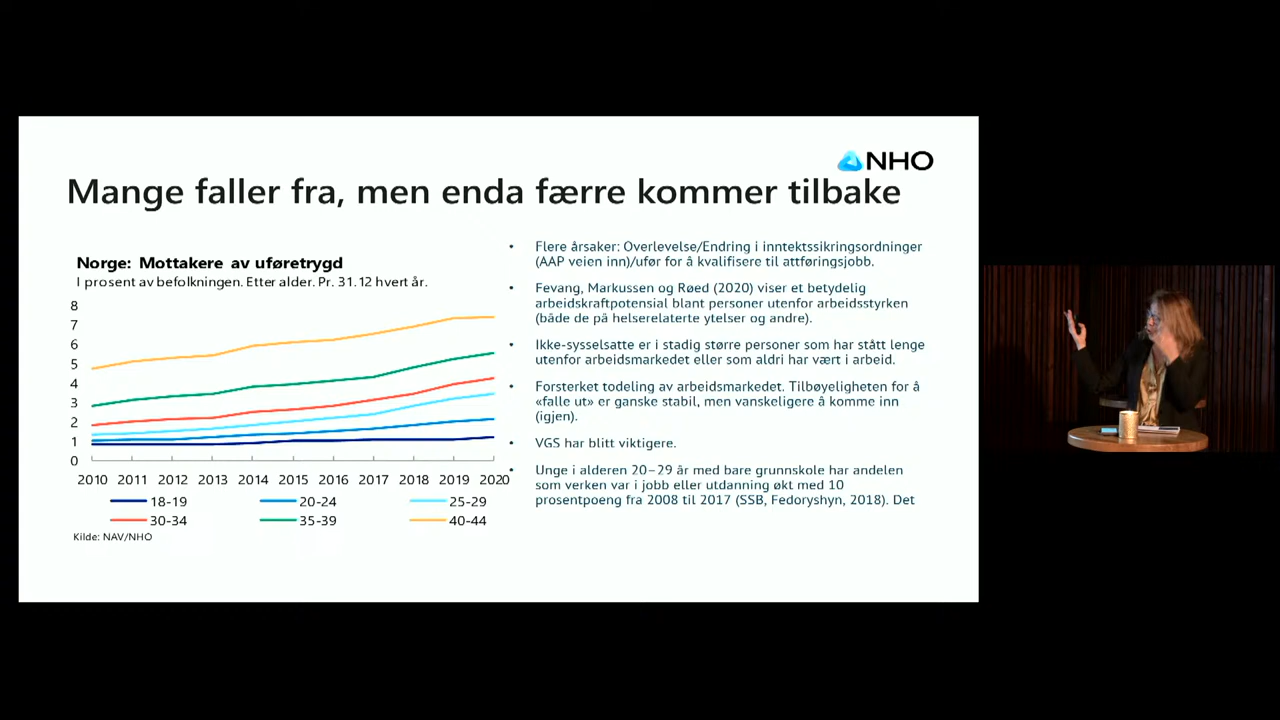 NHO
Mange faller fra, men enda færre kommer tilbake
Norge: Mottakere av uføretrygd
I prosent av befolkningen. Etter alder. Pr. 31.12 hvert år.
8
7
6
5
4
3
2
1
0
2010 2011 2012 2013 2014 2015 2016 2017 2018 2019 2020
18-19 20-24 25-29
30-34 35-39 40-44
Kilde: NAV/NHO
• Flere årsaker: Overlevelse/Endring i inntektssikringsordninger
(AAP veien inn)/ufør for å kvalifisere til attføringsjobb.
• Fevang, Markussen og Røed (2020) viser et betydelig
arbeidskraftpotensial blant personer utenfor arbeidsstyrken
(både de på helserelaterte ytelser og andre).
• Ikke-sysselsatte er i stadig større personer som har stått lenge
utenfor arbeidsmarkedet eller som aldri har vært i arbeid.
• Forsterket todeling av arbeidsmarkedet. Tilbøyeligheten for å
«falle ut» er ganske stabil, men vanskeligere å komme inn
(igjen).
• VGS har blitt viktigere.
• Unge i alderen 20–29 år med bare grunnskole har andelen
som verken var i jobb eller utdanning økt med 10
prosentpoeng fra 2008 til 2017 (SSB, Fedoryshyn, 2018). Det